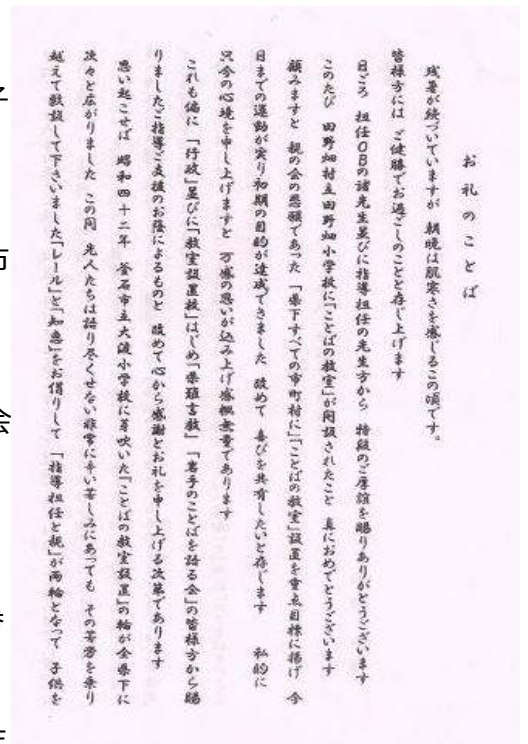 お礼のことば
残暑が続づいていますが 朝晩は肌寒さを感じるこの頃です。
皆様方には ご健勝でお過ごしのことと存じ上げます
日ごろ 担任OBの諸先生並びに指導担任の先生方から 特段のご厚誼を賜りありがとうございます
このたび 田野畑村立田野畑小学校に「ことばの教室」が開設されたこと 真におめでとうございます
顧みますと 親の会の悲願であった 「県下すべての市町村に「ことばの教室」設置を重点目標に掲げ 今
日までの運動が実り初期の目的が達成できました 改めて 喜びを共有したいと存じます 私的に
只今の心境を申し上げますと 万感の思いが込み上げ感慨無量であります
これも偏に 「行政」並びに「教室設置校」はじめ「県難言教」「岩手のことばを語る会」の皆様方から賜
りましたご指導ご支援のお陰によるものと 改めて心から感謝とお礼を申し上げる次第であります
思い起こせば 昭和四十二年 釜石市立大渡小学校に芽吹いた「ことばの教室設置」の輪が全県下に
次々と広がりました この間 先人たちは語り尽くせない非常に辛い苦しみにあっても その苦労を乗り
越えて敷設して下さいました「レール」と「知恵」をお借りして 「指導担任と親」が両輪となって 子供を